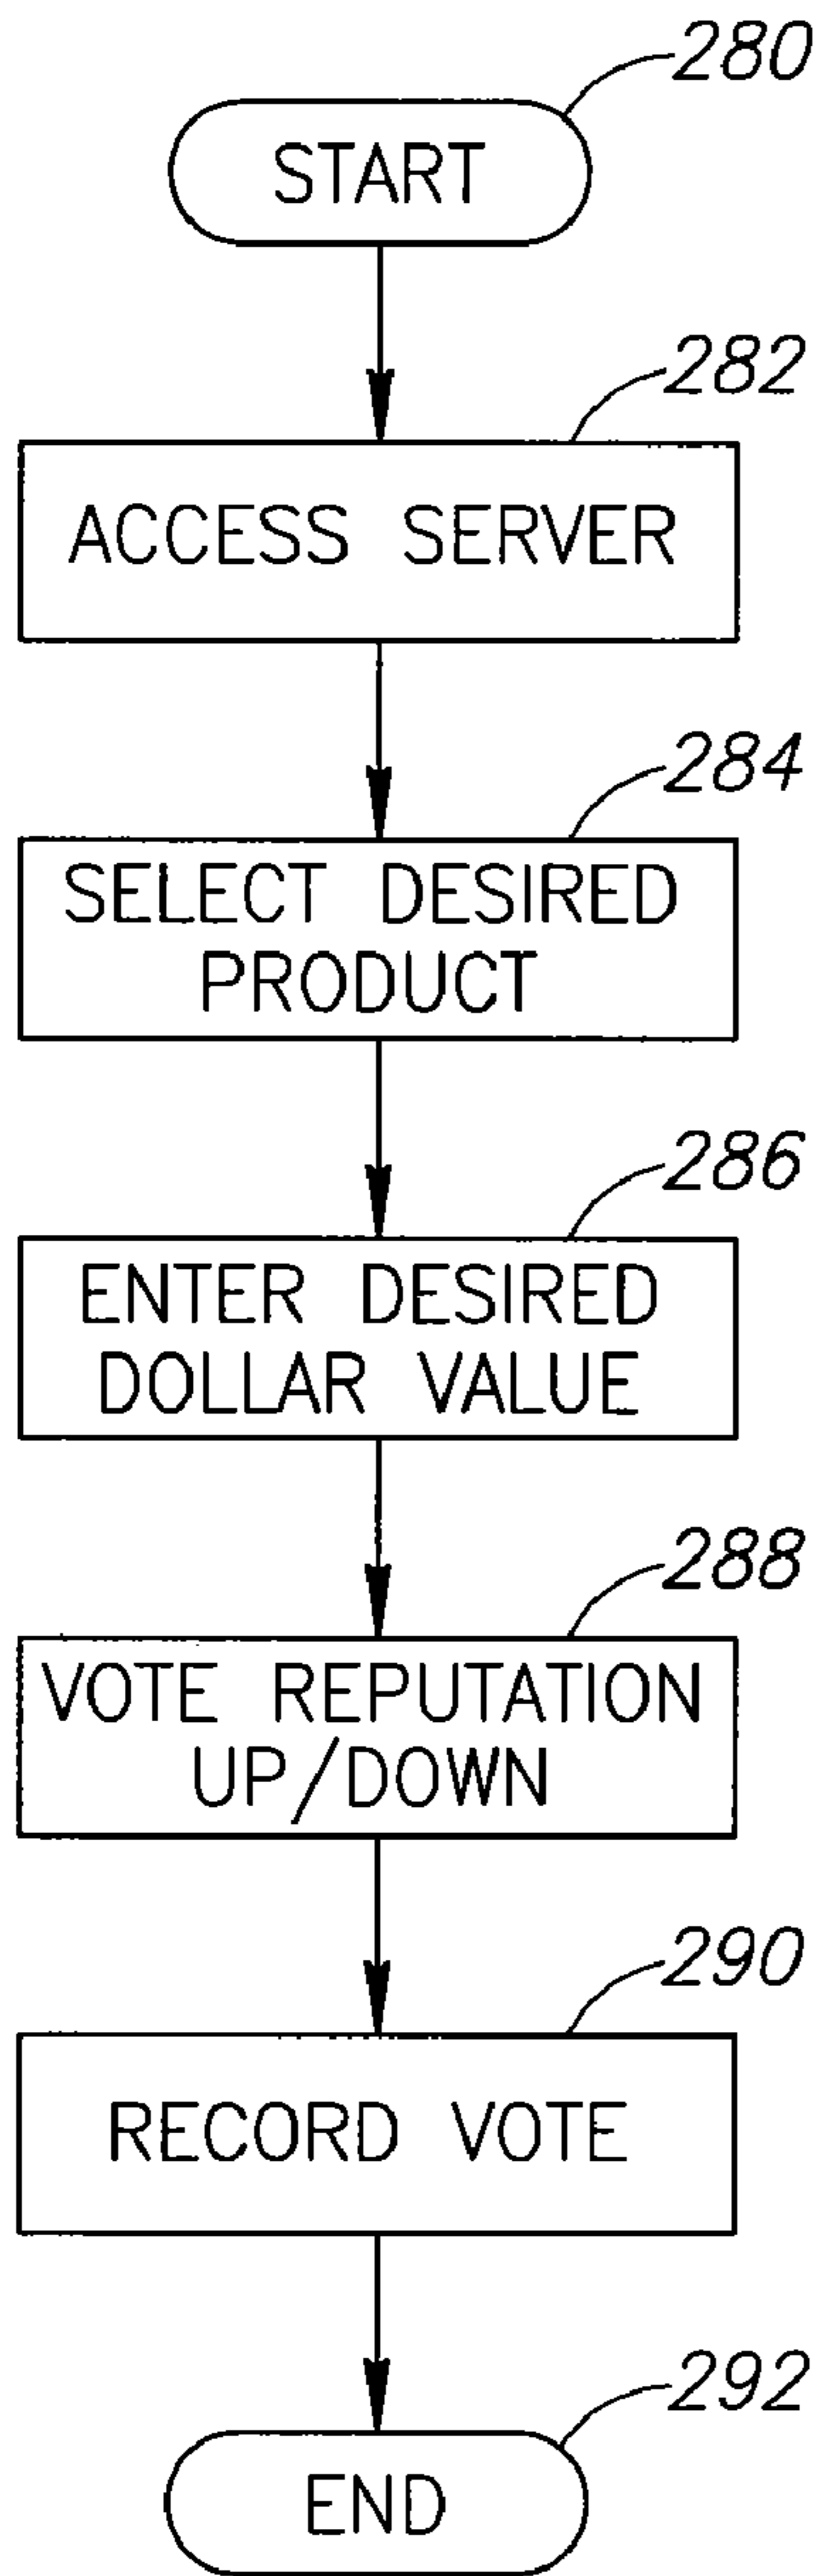 280
START
282
ACCESS SERVER
284
SELECT DESIRED
PRODUCT
286
ENTER DESIRED
DOLLAR VALUE
288
VOTE REPUTATION
UP/DOWN
290
RECORD VOTE
292
END